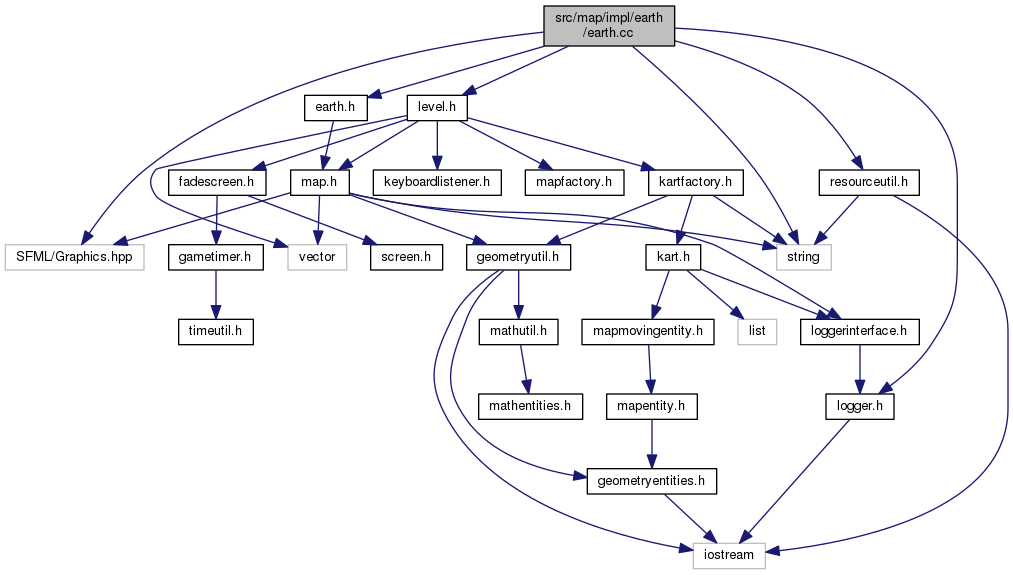 src/map/impl/earth
/earth.cc
earth.h
level.h
fadescreen.h
map.h
keyboardlistener.h
mapfactory.h
kartfactory.h
resourceutil.h
SFML/Graphics.hpp
gametimer.h
vector
screen.h
geometryutil.h
kart.h
string
timeutil.h
mathutil.h
mapmovingentity.h
list
loggerinterface.h
mathentities.h
mapentity.h
logger.h
geometryentities.h
iostream